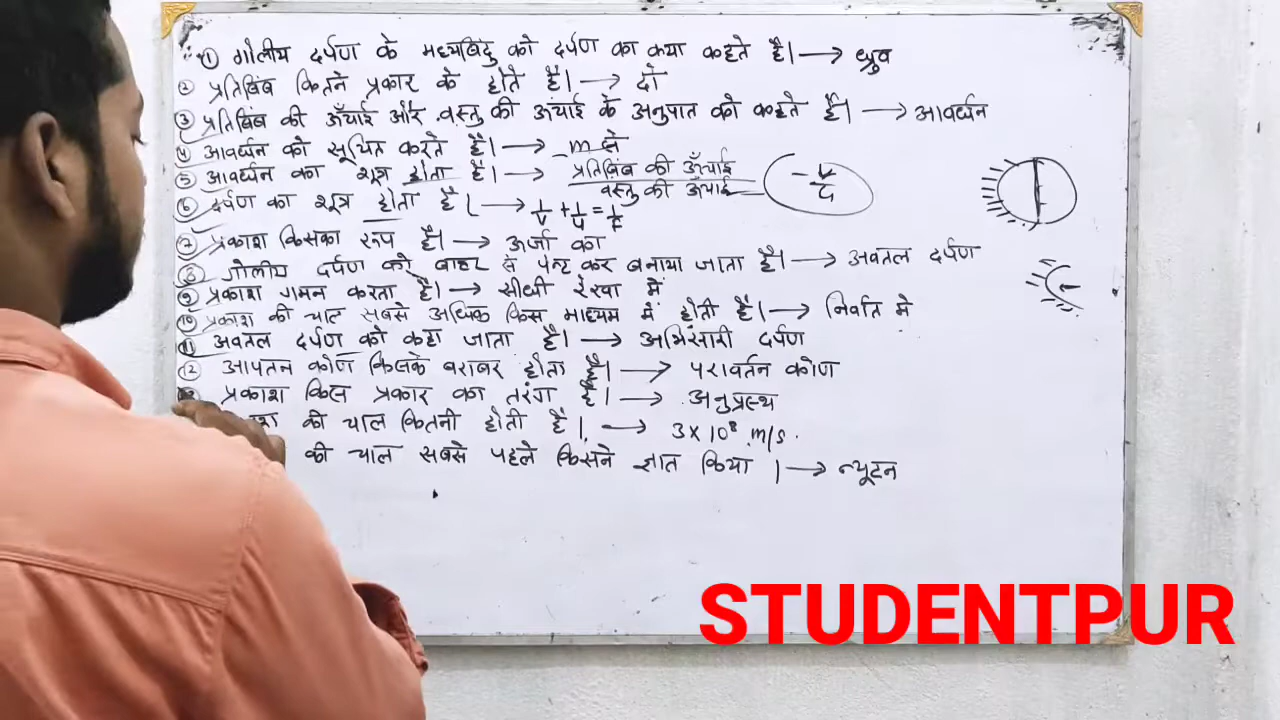 ① गोलीय दर्पण के मध्यबिंदु को दर्पण का क्या कहते है। → ध्रुव
② प्रतिबिंब कितने प्रकार के होते है। → दो
③ प्रतिबिंब की ऊँचाई और वस्तु की ऊंचाई के अनुपात को कहते है। → आवर्धन
④ आवर्धन को सूचित करते है। → m से
⑤ आवर्धन का शूत्र होता है। → प्रतिबिंब की ऊँचाई
वस्तु की ऊंचाई
- v/u
⑥ दर्पण का शूत्र होता है। → 1/v + 1/u = 1/f
⑦ प्रकाश किसका रूप है। → ऊर्जा का
⑧ गोलीय दर्पण को बाहर से पेन्ट कर बनाया जाता है। → अवतल दर्पण
⑨ प्रकाश गमन करता है। → सीधी रेखा में
⑩ प्रकाश की चाल सबसे अधिक किस माध्यम में होती है। → निर्वात मे
⑪ अवतल दर्पण को कहा जाता है। → अभिसारी दर्पण
⑫ आपतन कोण किसके बराबर होता है। → परावर्तन कोण
प्रकाश किस प्रकार का तरंग है। → अनुप्रस्थ
की चाल कितनी होती है। → 3 x 10⁸ m/s.
की चाल सबसे पहले किसने ज्ञात किया । → न्यूटन
STUDENTPUR